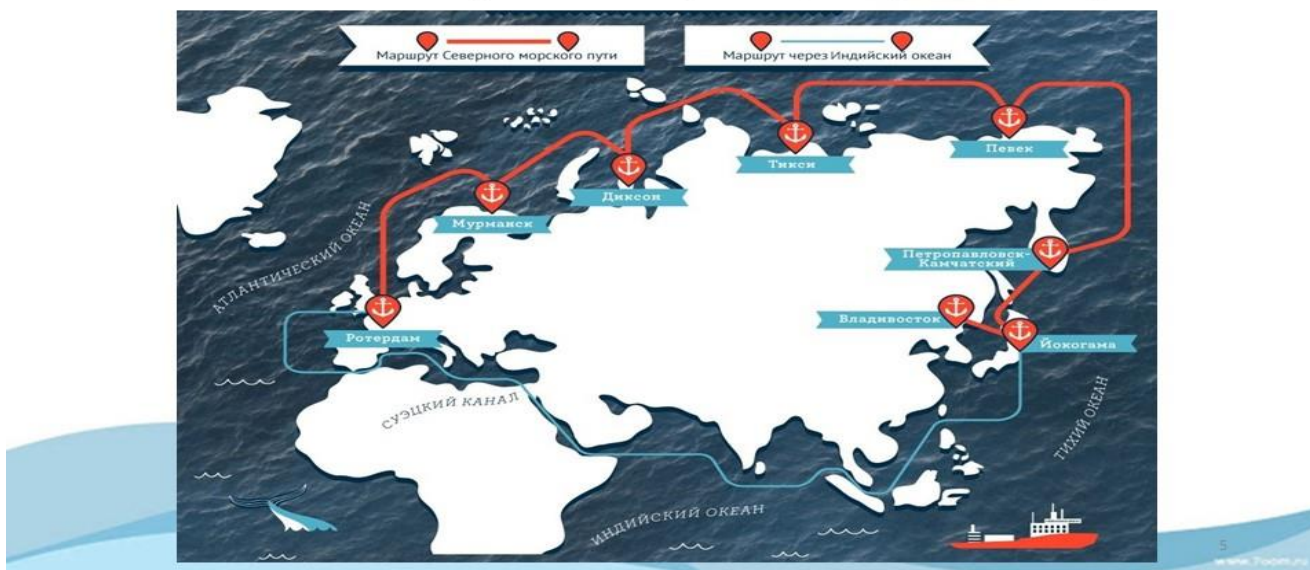 Маршрут Северного морского пути
Маршрут через Индийский океан
Певек
Тикси
Диксон
Мурманск
АТЛАНТИЧЕСКИЙ ОКЕАН
Петропавловск-
Камчатский
Владивосток
Йокогама
Ротердам
СУЭЦКИЙ КАНАЛ
ТИХИЙ ОКЕАН
ИНДИЙСКИЙ ОКЕАН
5